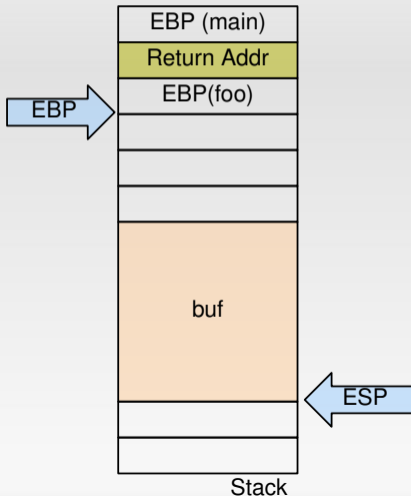 EBP (main)
Return Addr
EBP(foo)
EBP
buf
ESP
Stack